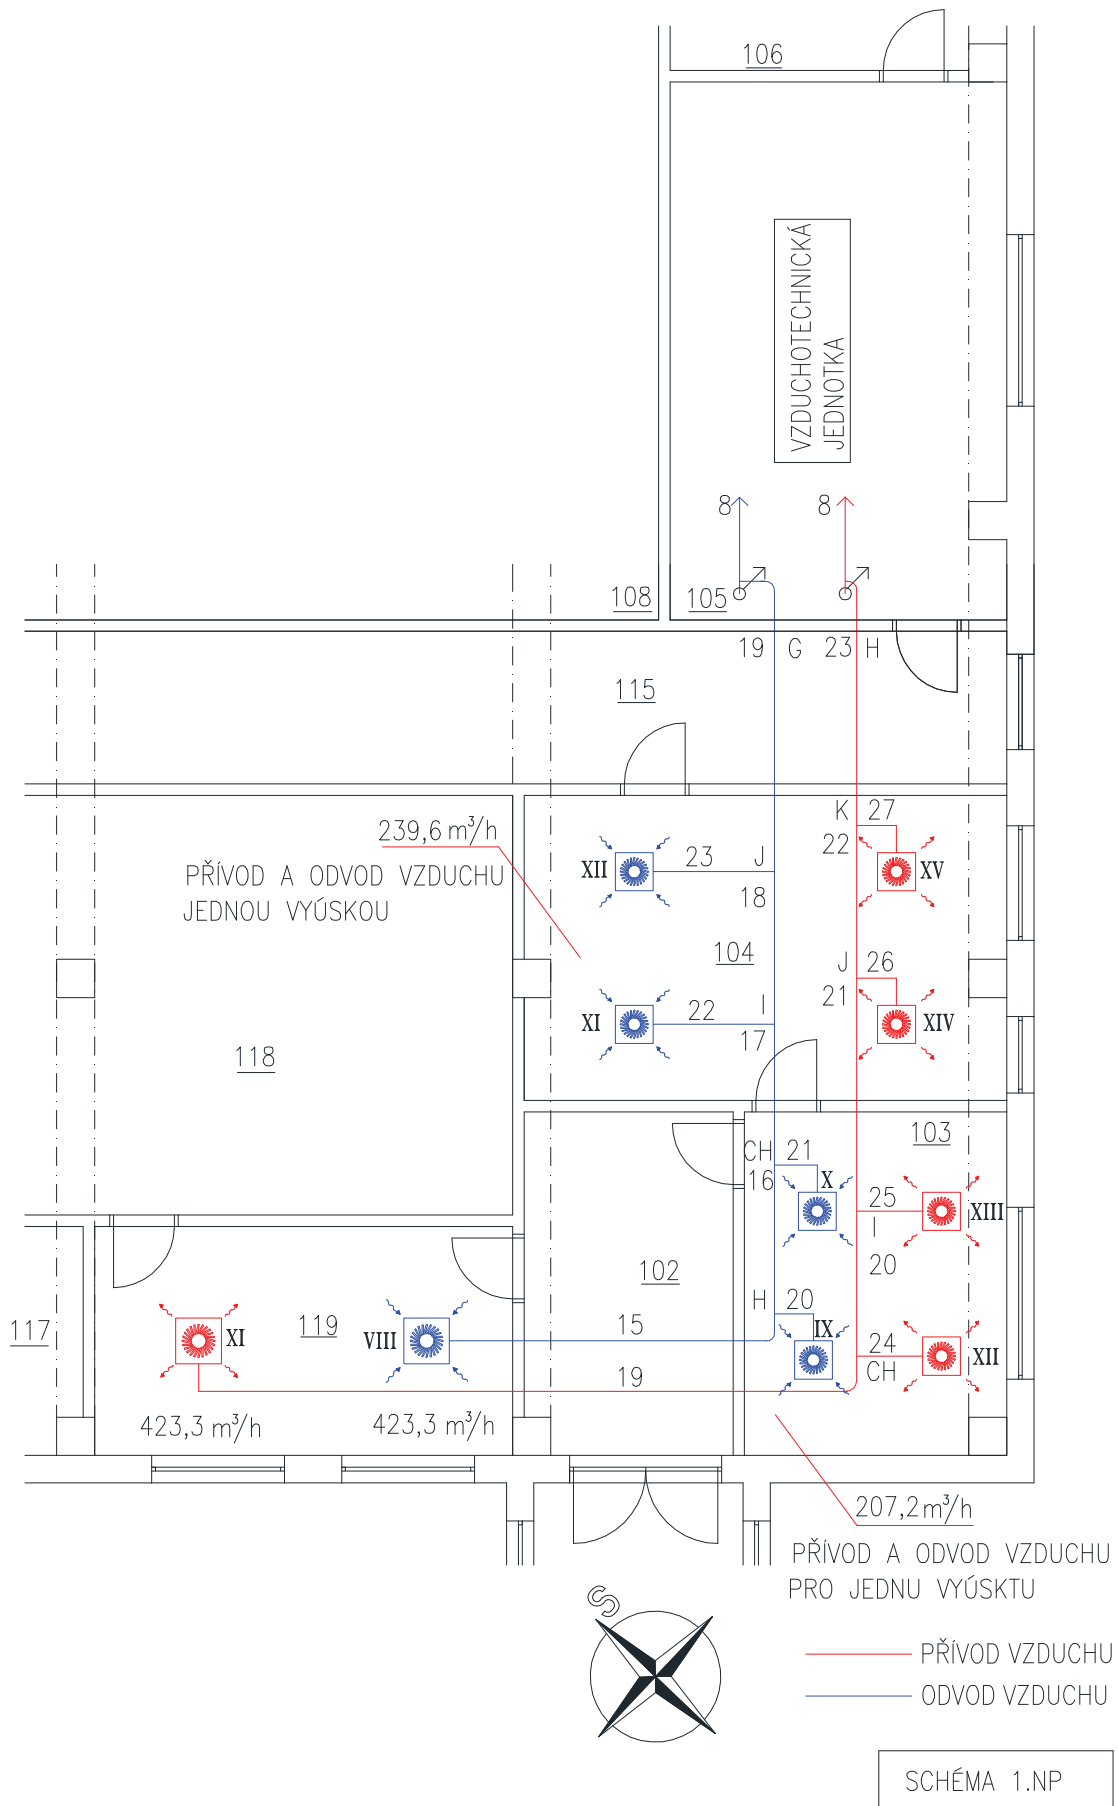 106
VZDUCHOTECHNICKÁ
JEDNOTKA
8
8
108
105
19
G
23
H
115
K
27
239,6 m³/h
22
XII
23
J
XV
PŘÍVOD A ODVOD VZDUCHU
JEDNOU VYÚSKOU
18
104
J
26
21
XI
22
I
XIV
17
118
103
CH
21
16
X
25
XIII
I
20
102
H
20
117
XI
119
VIII
15
IX
24
XII
CH
19
423,3 m³/h
423,3 m³/h
207,2 m³/h
PŘÍVOD A ODVOD VZDUCHU
PRO JEDNU VYÚSKTU
S
PŘÍVOD VZDUCHU
ODVOD VZDUCHU
SCHÉMA 1.NP